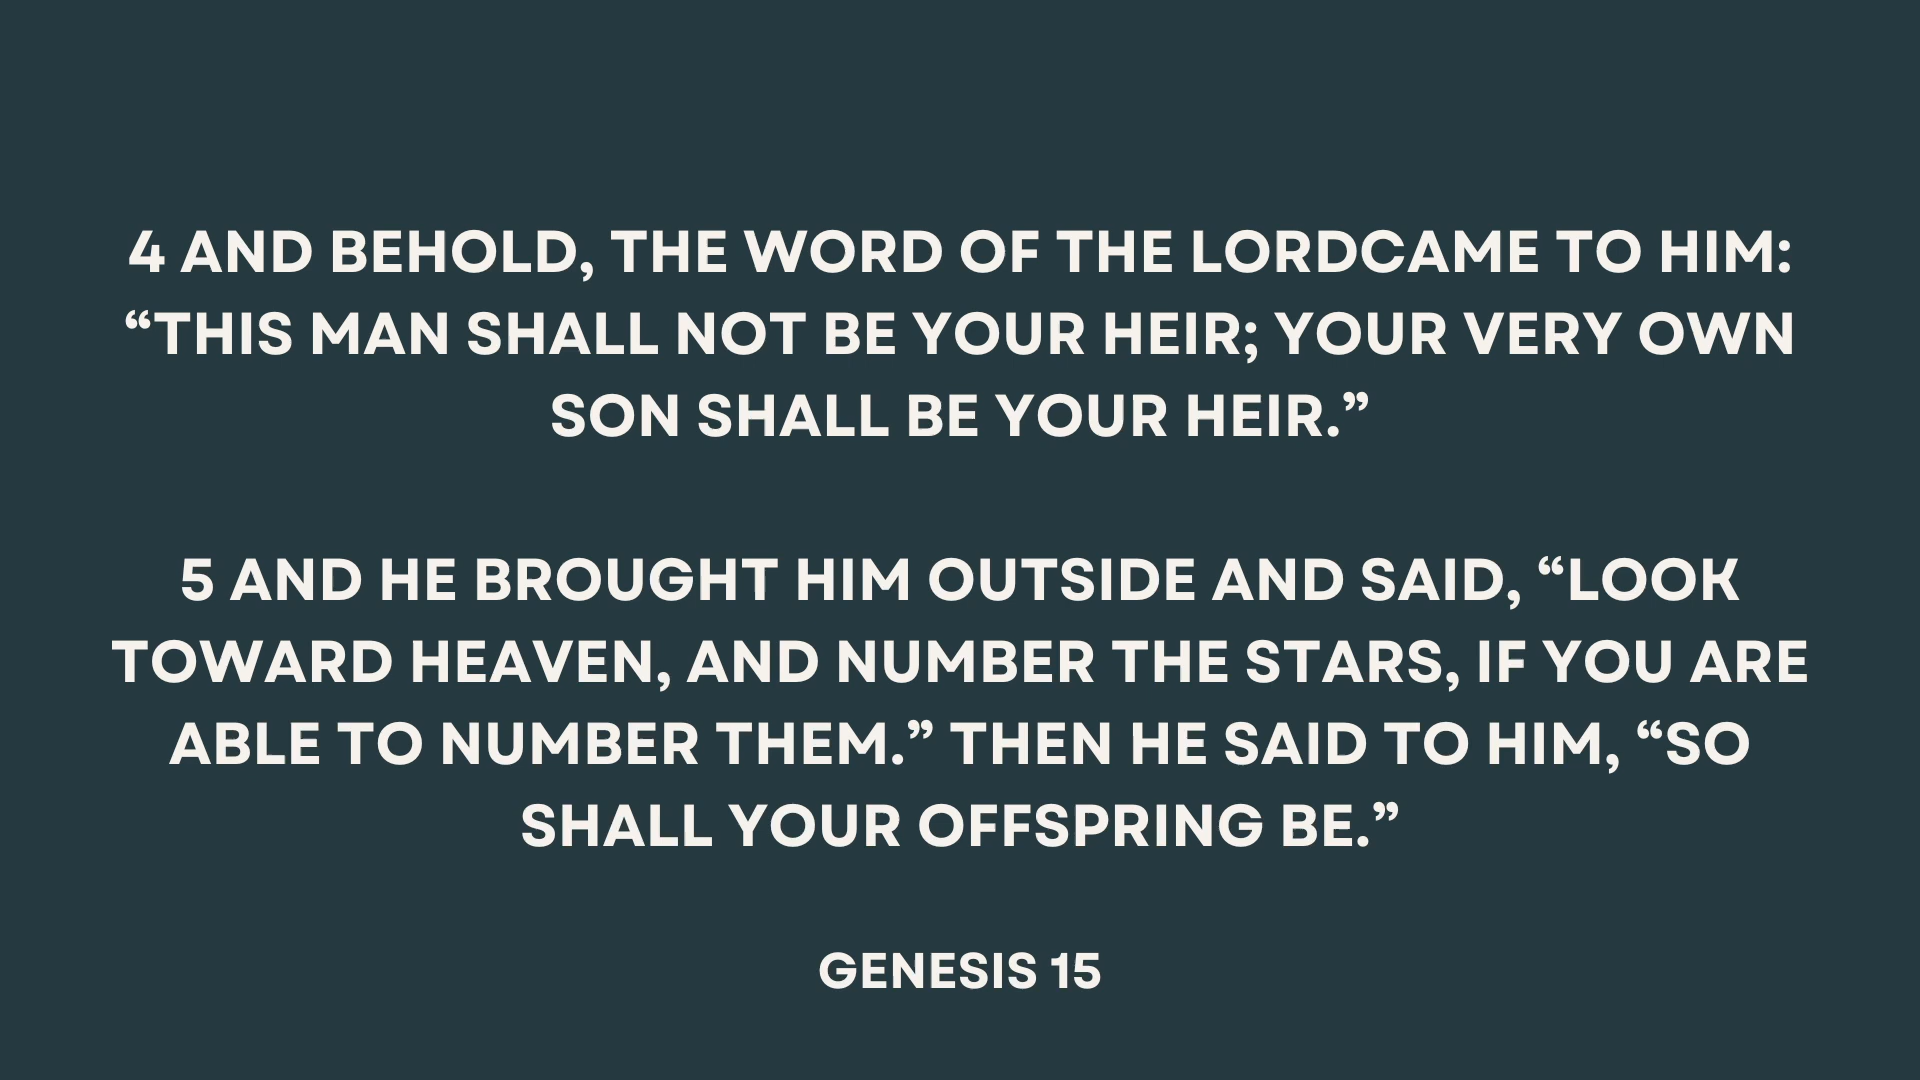 4 AND BEHOLD, THE WORD OF THE LORDCAME TO HIM:
“THIS MAN SHALL NOT BE YOUR HEIR; YOUR VERY OWN
SON SHALL BE YOUR HEIR.”
5 AND HE BROUGHT HIM OUTSIDE AND SAID, “LOOK
TOWARD HEAVEN, AND NUMBER THE STARS, IF YOU ARE
ABLE TO NUMBER THEM.” THEN HE SAID TO HIM, “SO
SHALL YOUR OFFSPRING BE.”
GENESIS 15